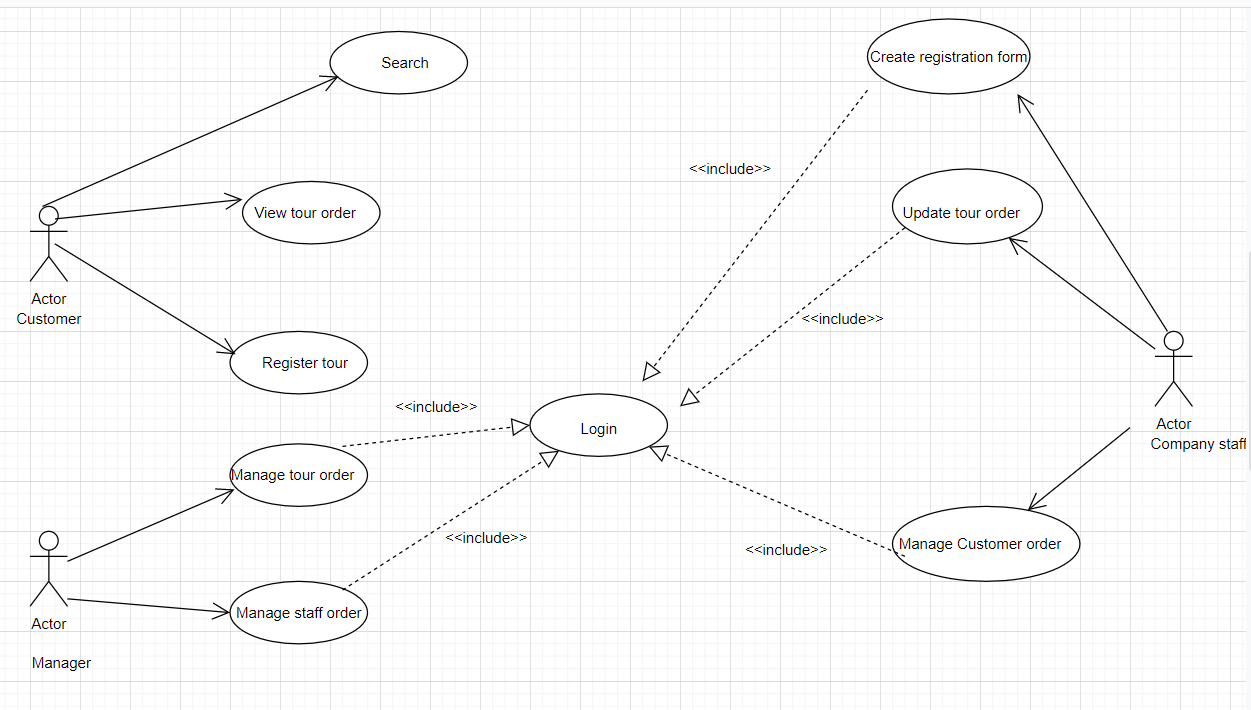 Search
Create registration form
<<include>>
View tour order
Update tour order
Actor
Customer
<<include>>
Register tour
<<include>>
Login
Actor
Company staff
Manage tour order
<<include>>
<<include>>
Manage Customer order
Manage staff order
Actor
Manager